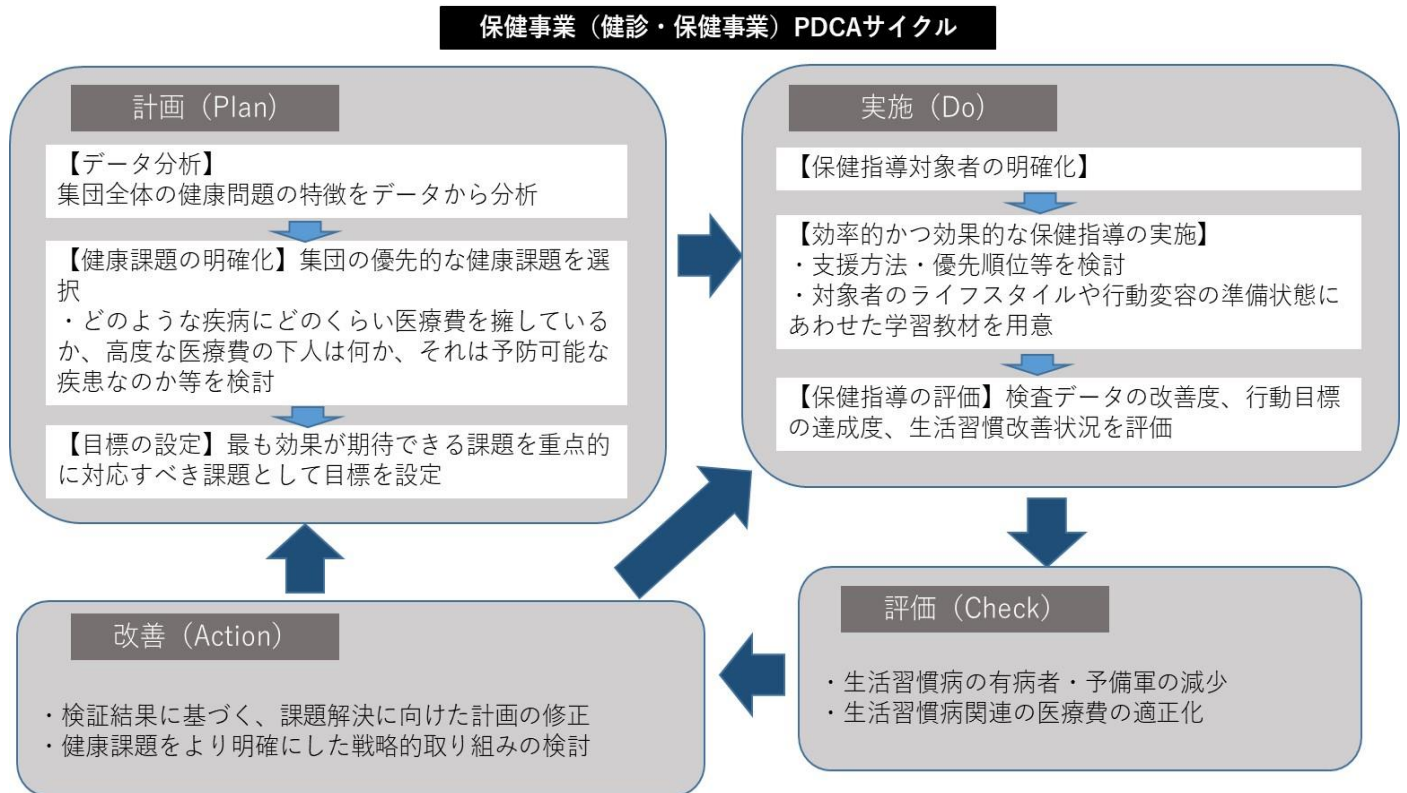 保健事業（健診・保健事業）PDCAサイクル
計画（Plan）
【データ分析】
集団全体の健康問題の特徴をデータから分析
【健康課題の明確化】集団の優先的な健康課題を選
択
・どのような疾病にどのくらい医療費を擁している
か、高度な医療費の下人は何か、それは予防可能な
疾患なのか等を検討
【目標の設定】最も効果が期待できる課題を重点的
に対応すべき課題として目標を設定
実施（Do）
【保健指導対象者の明確化】
【効率的かつ効果的な保健指導の実施】
・支援方法・優先順位等を検討
・対象者のライフスタイルや行動変容の準備状態に
あわせた学習教材を用意
【保健指導の評価】検査データの改善度、行動目標
の達成度、生活習慣改善状況を評価
評価（Check）
・生活習慣病の有病者・予備軍の減少
・生活習慣病関連の医療費の適正化
改善（Action）
・検証結果に基づく、課題解決に向けた計画の修正
・健康課題をより明確にした戦略的取り組みの検討